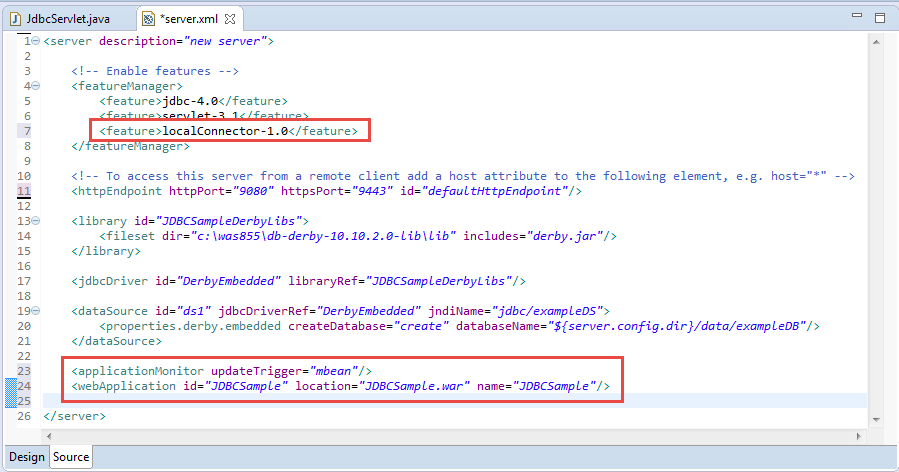 JdbcServlet.java
*server.xml
1 <server description="new server">
2
3 <!-- Enable features -->
4 <featureManager>
5 <feature>jdbc-4.0</feature>
6 <feature>servlet-3.1</feature>
7 <feature>localConnector-1.0</feature>
8 </featureManager>
9
10 <!-- To access this server from a remote client add a host attribute to the following element, e.g. host="*" -->
11 <httpEndpoint httpPort="9080" httpsPort="9443" id="defaultHttpEndpoint"/>
12
13 <library id="JDBCSampleDerbyLibs">
14 <fileset dir="c:\was855\db-derby-10.10.2.0-lib\lib" includes="derby.jar"/>
15 </library>
16
17 <jdbcDriver id="DerbyEmbedded" libraryRef="JDBCSampleDerbyLibs"/>
18
19 <dataSource id="ds1" jdbcDriverRef="DerbyEmbedded" jndiName="jdbc/exampleDS">
20 <properties.derby.embedded createDatabase="create" databaseName="${server.config.dir}/data/exampleDB"/>
21 </dataSource>
22
23 <applicationMonitor updateTrigger="mbean"/>
24 <webApplication id="JDBCSample" location="JDBCSample.war" name="JDBCSample"/>
25
26 </server>
Design Source